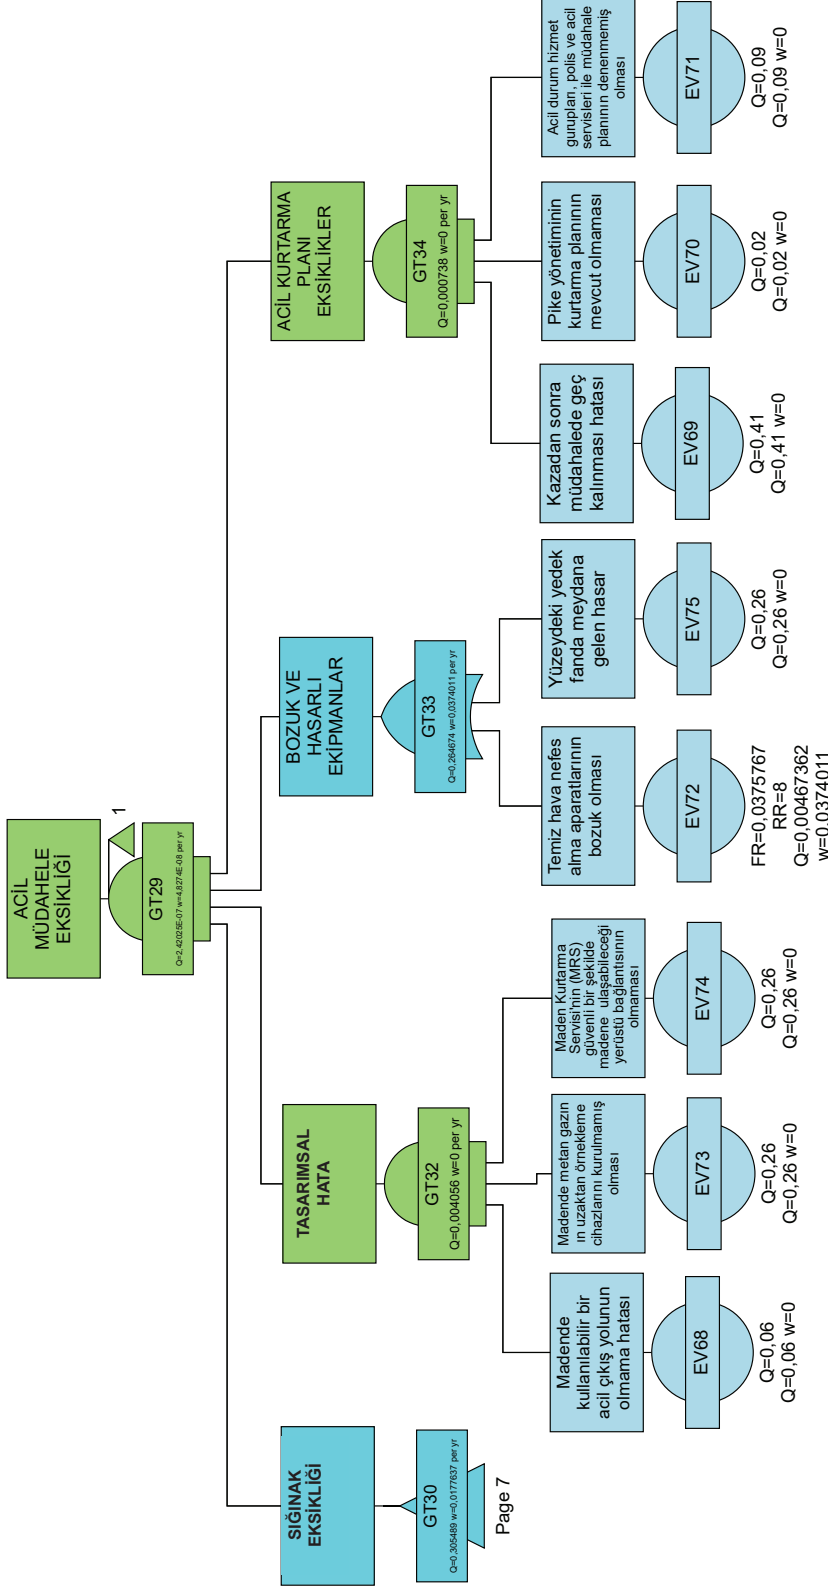 ACİL
MÜDAHELE
EKSİKLİĞİ
1
GT29
Q=2,42025E-07 w=4,8274E-08 per yr
SIĞINAK
EKSİKLİĞİ
GT30
Q=0,305489 w=0,0177637 per yr
Page 7
TASARIMSAL
HATA
GT32
Q=0,004056 w=0 per yr
BOZUK VE
HASARLI
EKİPMANLAR
GT33
Q=0,264674 w=0,0374011 per yr
ACİL KURTARMA
PLANI
EKSİKLİKLER
GT34
Q=0,000738 w=0 per yr
Madende
kullanılabilir bir
acil çıkış yolunun
olmama hatası
EV68
Q=0,06
Q=0,06 w=0
Madende metan gazın
ın uzaktan örnekleme
cihazlarını kurulmamış
olması
EV73
Q=0,26
Q=0,26 w=0
Maden Kurtarma
Servisi'nin (MRS)
güvenli bir şekilde
madene ulaşabileceği
yerüstü bağlantısının
olmaması
EV74
Q=0,26
Q=0,26 w=0
Temiz hava nefes
alma aparatlarının
bozuk olması
EV72
FR=0,0375767
RR=8
Q=0,00467362
w=0,0374011
Yüzeydeki yedek
fanda meydana
gelen hasar
EV75
Q=0,26
Q=0,26 w=0
Kazadan sonra
müdahalede geç
kalınması hatası
EV69
Q=0,41
Q=0,41 w=0
Pike yönetiminin
kurtarma planının
mevcut olmaması
EV70
Q=0,02
Q=0,02 w=0
Acil durum hizmet
gurupları, polis ve acil
servisleri ile müdahale
planının denenmemiş
olması
EV71
Q=0,09
Q=0,09 w=0